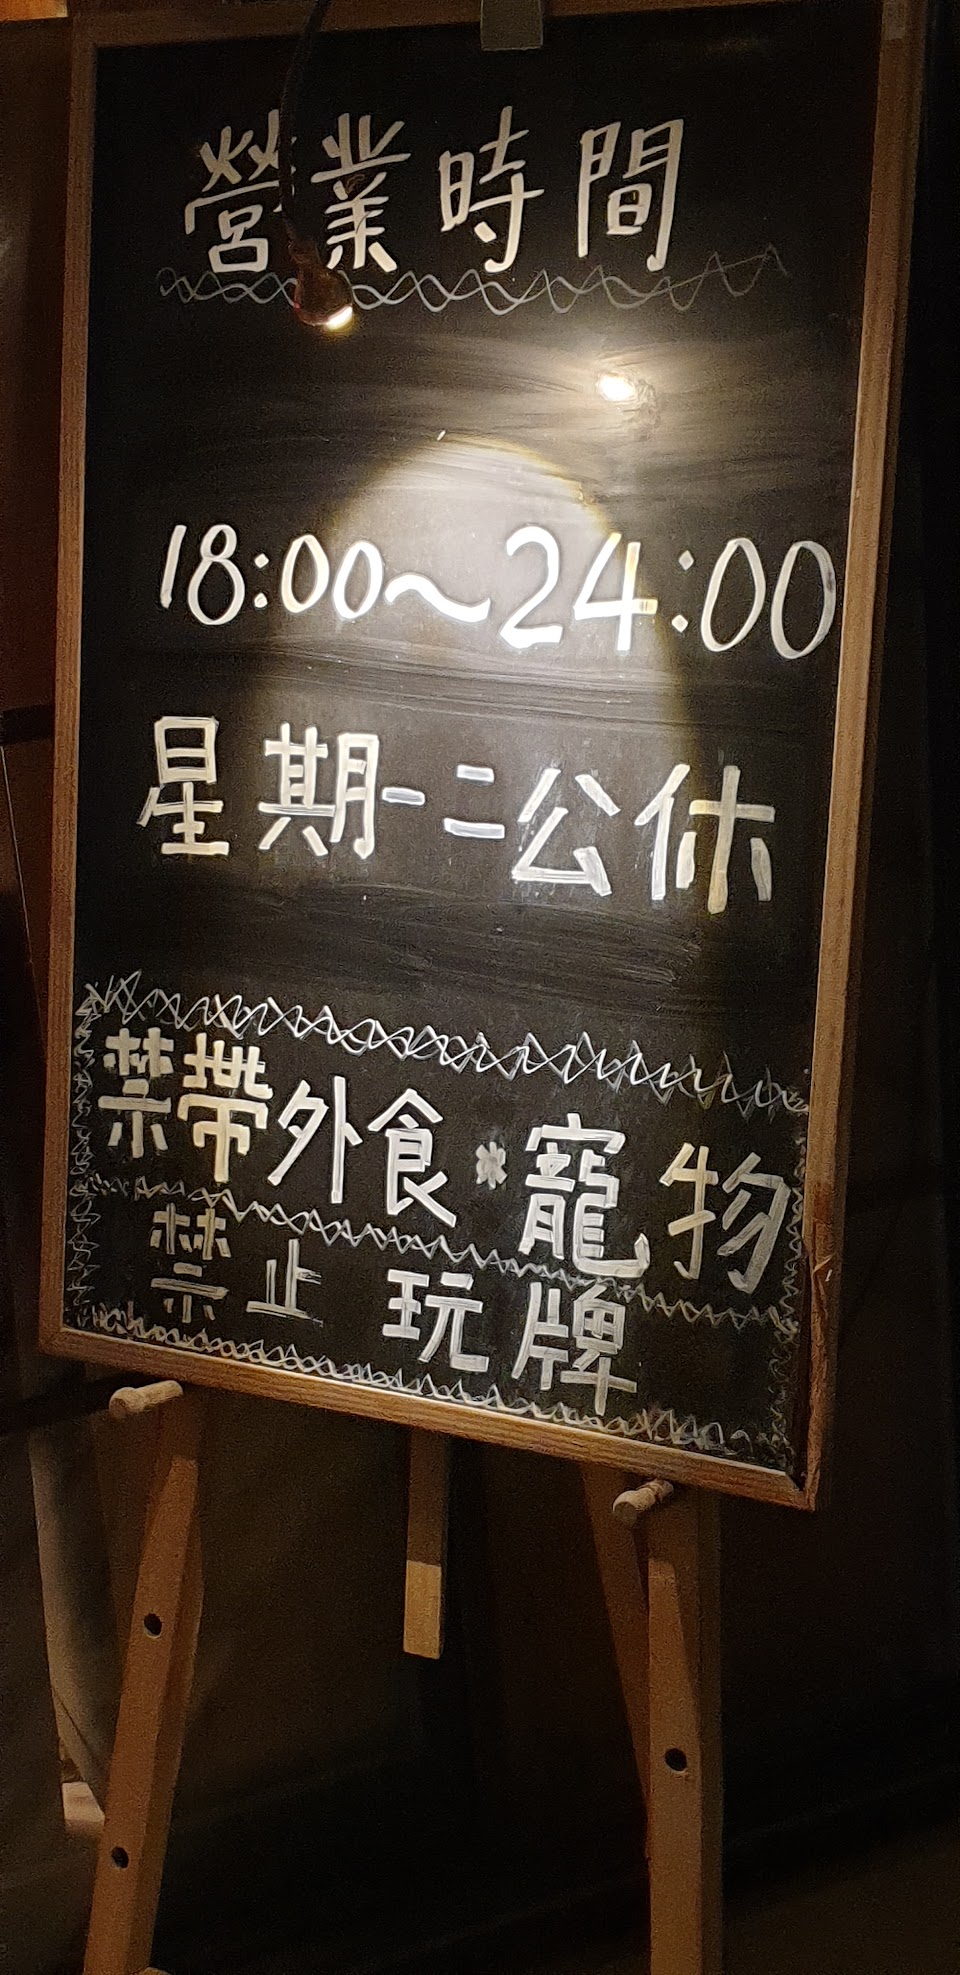 營業時間
18:00～24:00
星期一二公休
禁帶外食*寵物
禁止玩牌